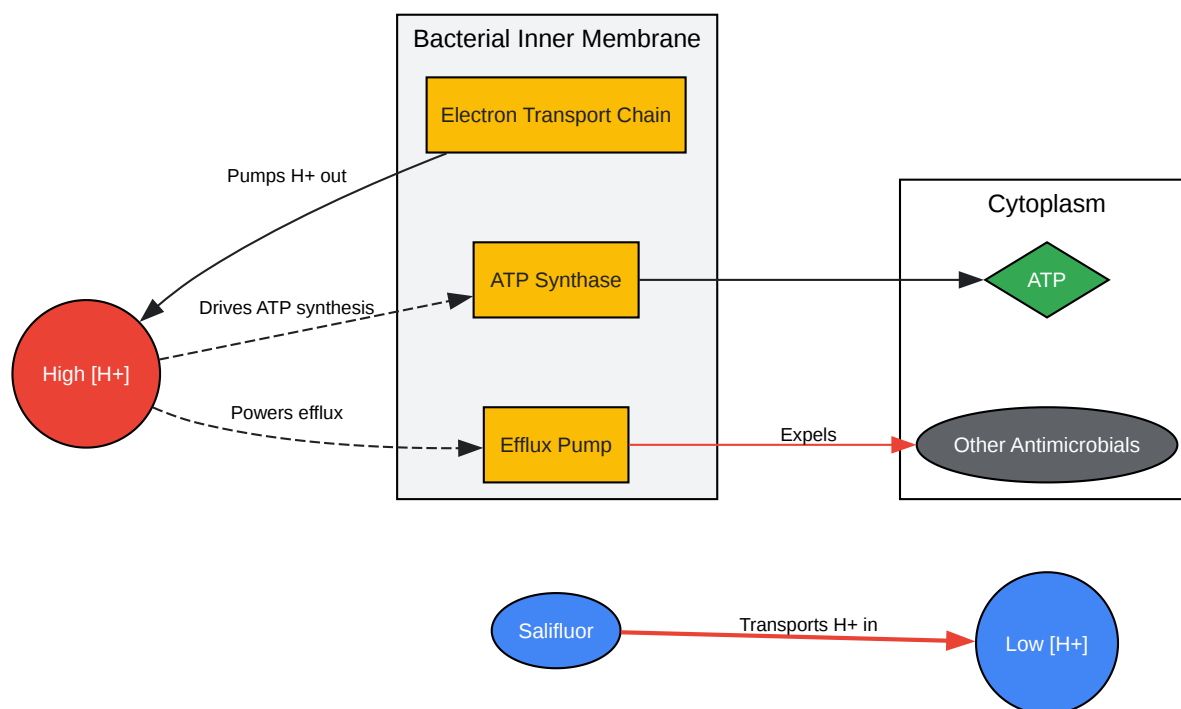 Bacterial Inner Membrane
Electron Transport Chain
Pumps H+ out
Cytoplasm
ATP Synthase
ATP
Drives ATP synthesis
High [H+]
Powers efflux
Efflux Pump
Expels
Other Antimicrobials
Salifluor
Transports H+ in
Low [H+]